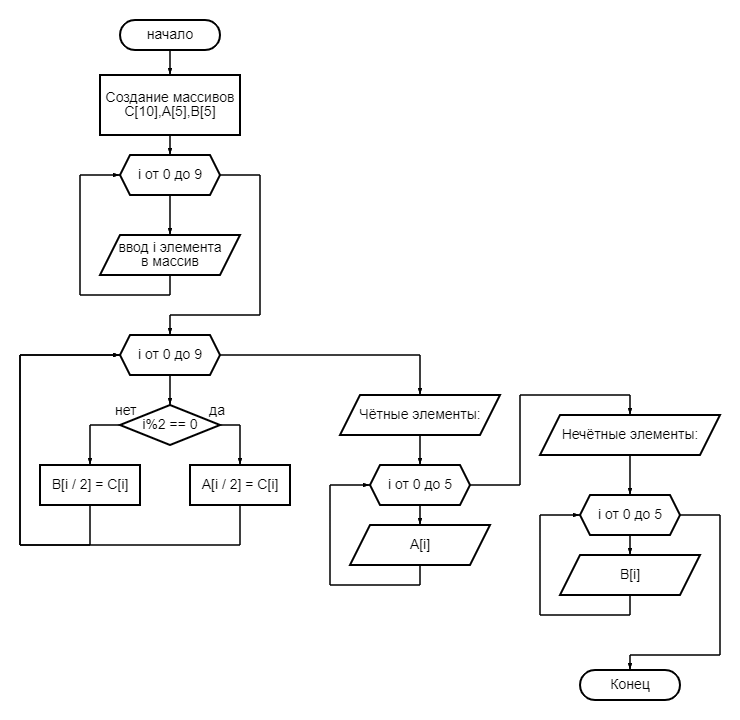 начало
Создание массивов
C[10],A[5],B[5]
i от 0 до 9
ввод i элемента
в массив
i от 0 до 9
нет
да
i%2 == 0
B[i / 2] = C[i]
A[i / 2] = C[i]
Чётные элементы:
i от 0 до 5
A[i]
Нечётные элементы:
i от 0 до 5
B[i]
Конец